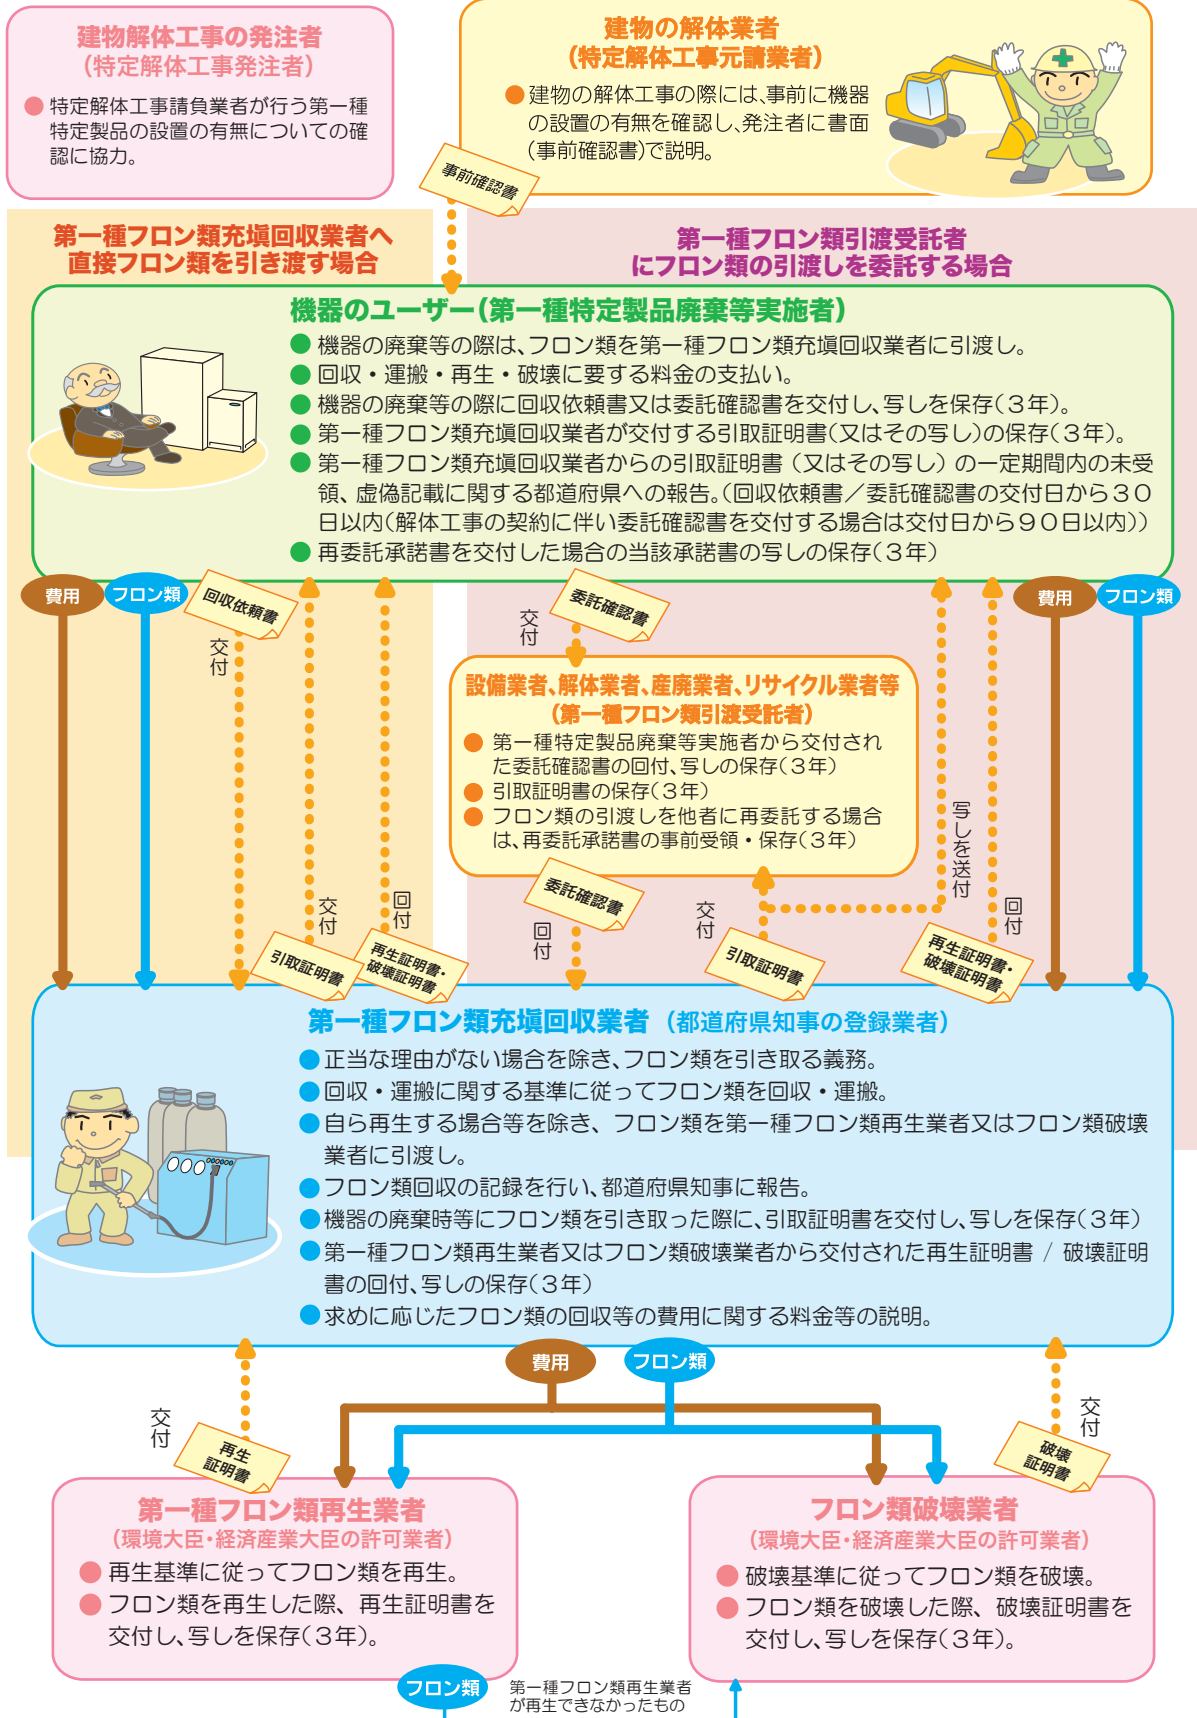 建物解体工事の発注者
(特定解体工事発注者)
● 特定解体工事請負業者が行う第一種
特定製品の設置の有無についての確
認に協力。
建物の解体業者
(特定解体工事元請業者)
● 建物の解体工事の際には、事前に機器
の設置の有無を確認し、発注者に書面
(事前確認書)で説明。
事前確認書
第一種フロン類充塡回収業者へ
直接フロン類を引き渡す場合
第一種フロン類引渡受託者
にフロン類の引渡しを委託する場合
機器のユーザー(第一種特定製品廃棄等実施者)
● 機器の廃棄等の際は、フロン類を第一種フロン類充塡回収業者に引渡し。
● 回収・運搬・再生・破壊に要する料金の支払い。
● 機器の廃棄等の際に回収依頼書又は委託確認書を交付し、写しを保存(3年)。
● 第一種フロン類充塡回収業者が交付する引取証明書(又はその写し)の保存(3年)。
● 第一種フロン類充塡回収業者からの引取証明書(又はその写し)の一定期間内の未受
領、虚偽記載に関する都道府県への報告。(回収依頼書/委託確認書の交付日から30
日以内(解体工事の契約に伴い委託確認書を交付する場合は交付日から90日以内))
● 再委託承諾書を交付した場合の当該承諾書の写しの保存(3年)
費用
フロン類
回収依頼書
交付
委託確認書
交付
費用
フロン類
設備業者、解体業者、産廃業者、リサイクル業者等
(第一種フロン類引渡受託者)
● 第一種特定製品廃棄等実施者から交付され
た委託確認書の回付、写しの保存(3年)
● 引取証明書の保存(3年)
● フロン類の引渡しを他者に再委託する場合
は、再委託承諾書の事前受領・保存(3年)
写しを送付
交付
引取証明書
回付
再生証明書・
破壊証明書
委託確認書
回付
交付
引取証明書
回付
再生証明書・
破壊証明書
第一種フロン類充塡回収業者(都道府県知事の登録業者)
● 正当な理由がない場合を除き、フロン類を引き取る義務。
● 回収・運搬に関する基準に従ってフロン類を回収・運搬。
● 自ら再生する場合等を除き、フロン類を第一種フロン類再生業者又はフロン類破壊
業者に引渡し。
● フロン類回収の記録を行い、都道府県知事に報告。
● 機器の廃棄時等にフロン類を引き取った際に、引取証明書を交付し、写しを保存(3年)
● 第一種フロン類再生業者又はフロン類破壊業者から交付された再生証明書 / 破壊証明
書の回付、写しの保存(3年)
● 求めに応じたフロン類の回収等の費用に関する料金等の説明。
費用
フロン類
交付
再生
証明書
交付
破壊
証明書
第一種フロン類再生業者
(環境大臣・経済産業大臣の許可業者)
● 再生基準に従ってフロン類を再生。
● フロン類を再生した際、再生証明書を
交付し、写しを保存(3年)。
フロン類破壊業者
(環境大臣・経済産業大臣の許可業者)
● 破壊基準に従ってフロン類を破壊。
● フロン類を破壊した際、破壊証明書を
交付し、写しを保存(3年)。
フロン類
第一種フロン類再生業者
が再生できなかったもの